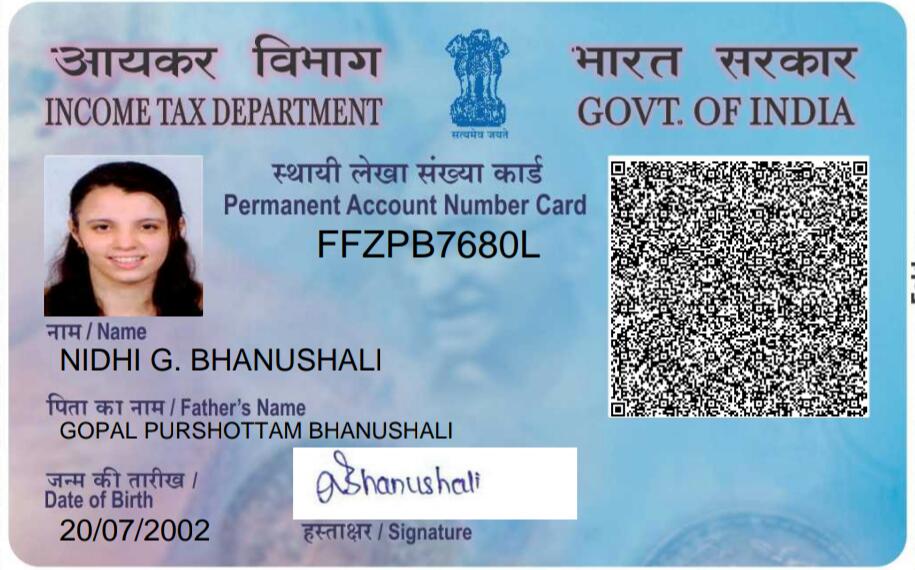 आयकर विभाग
INCOME TAX DEPARTMENT
सत्यमेव जयते
भारत सरकार
GOVT. OF INDIA
स्थायी लेखा संख्या कार्ड
Permanent Account Number Card
FFZPB7680L
नाम / Name
NIDHI G. BHANUSHALI
पिता का नाम / Father's Name
GOPAL PURSHOTTAM BHANUSHALI
जन्म की तारीख /
Date of Birth
20/07/2002
Bhanushali
हस्ताक्षर / Signature